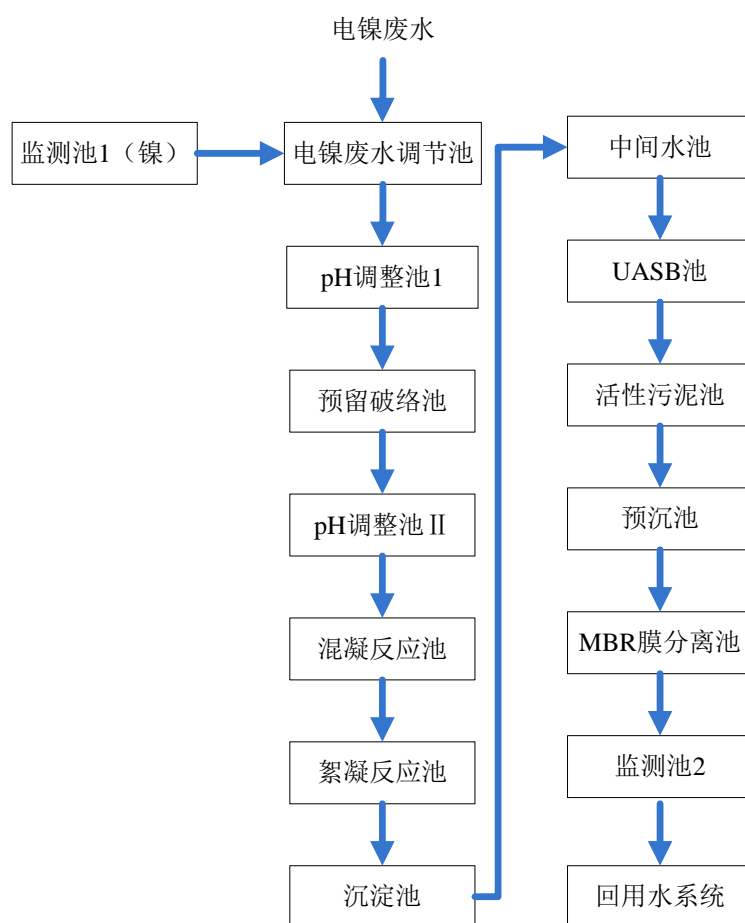 电镍废水
监测池1（镍）
电镍废水调节池
pH调整池1
预留破络池
pH调整池Ⅱ
混凝反应池
絮凝反应池
沉淀池
中间水池
UASB池
活性污泥池
预沉池
MBR膜分离池
监测池2
回用水系统